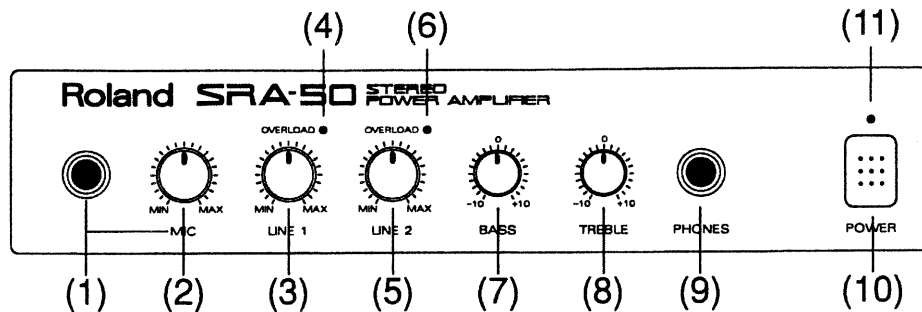 (4) (6) (11)
Roland SRA-50 STEREO POWER AMPLIFIER
OVERLOAD OVERLOAD 0 0
MIN MAX MIN MAX MIN MAX -10 +10 -10 +10
MIC LINE 1 LINE 2 BASS TREBLE PHONES POWER
(1) (2) (3) (5) (7) (8) (9) (10)